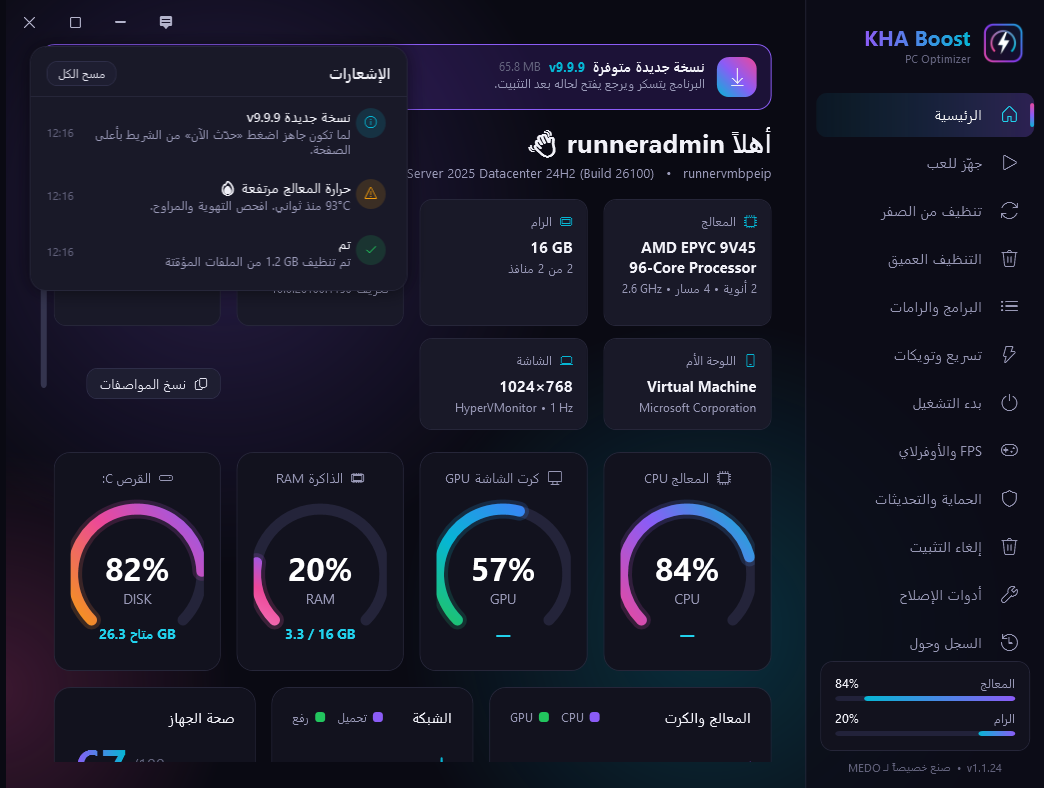 KHA Boost
PC Optimizer
الرئيسية
جهّز للعب
تنظيف من الصفر
التنظيف العميق
البرامج والرامات
تسريع وتويكات
بدء التشغيل
FPS والأوفرلاي
الحماية والتحديثات
إلغاء التثبيت
أدوات الإصلاح
السجل وحول
المعالج 84%
الرام 20%
v1.1.24 • صنع خصيصاً لـ MEDO
نسخة جديدة متوفرة v9.9.9 65.8 MB
البرنامج يتسكر ويرجع يفتح لحاله بعد التثبيت.
الإشعارات
مسح الكل
نسخة جديدة v9.9.9
لما تكون جاهز اضغط «حدّث الآن» من الشريط بأعلى
الصفحة.
12:16
حرارة المعالج مرتفعة
93°C منذ ثواني. افحص التهوية والمراوح.
12:16
تم
تم تنظيف 1.2 GB من الملفات المؤقتة
12:16
أهلاً runneradmin
runnervmbpeip • Server 2025 Datacenter 24H2 (Build 26100)
المعالج
AMD EPYC 9V45
96-Core Processor
2 أنوية • 4 مسار • 2.6 GHz
الرام
16 GB
2 من 2 منافذ
اللوحة الأم
Virtual Machine
Microsoft Corporation
الشاشة
1024×768
HyperVMonitor • 1 Hz
نسخ المواصفات
المعالج CPU
84%
CPU
—
كرت الشاشة GPU
57%
GPU
—
الذاكرة RAM
20%
RAM
3.3 / 16 GB
القرص C:
82%
DISK
26.3 متاح GB
المعالج والكرت
CPU
GPU
الشبكة
تحميل
رفع
صحة الجهاز